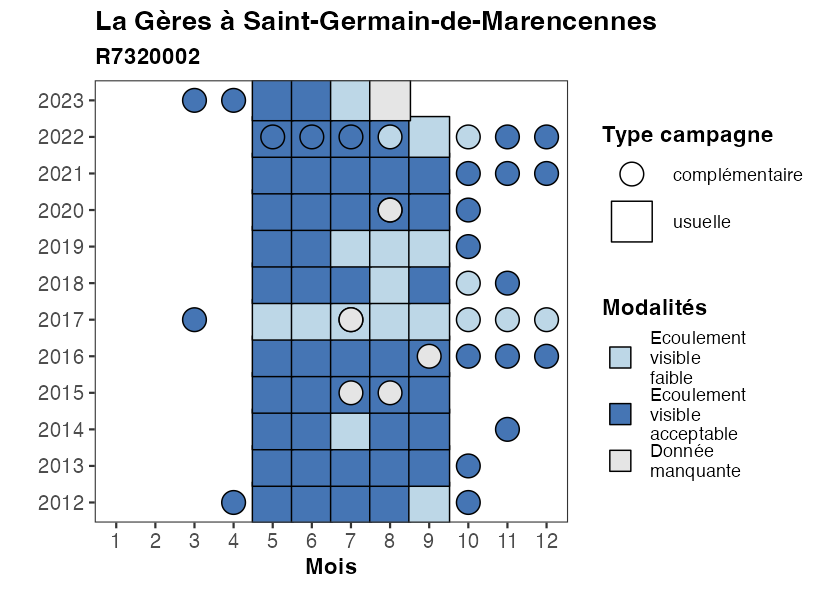 La Gères à Saint-Germain-de-Marencennes
R7320002
2023
2022
2021
2020
2019
2018
2017
2016
2015
2014
2013
2012
1 2 3 4 5 6 7 8 9 10 11 12
Mois
Type campagne
complémentaire
usuelle
Modalités
Ecoulement
visible
faible
Ecoulement
visible
acceptable
Donnée
manquante